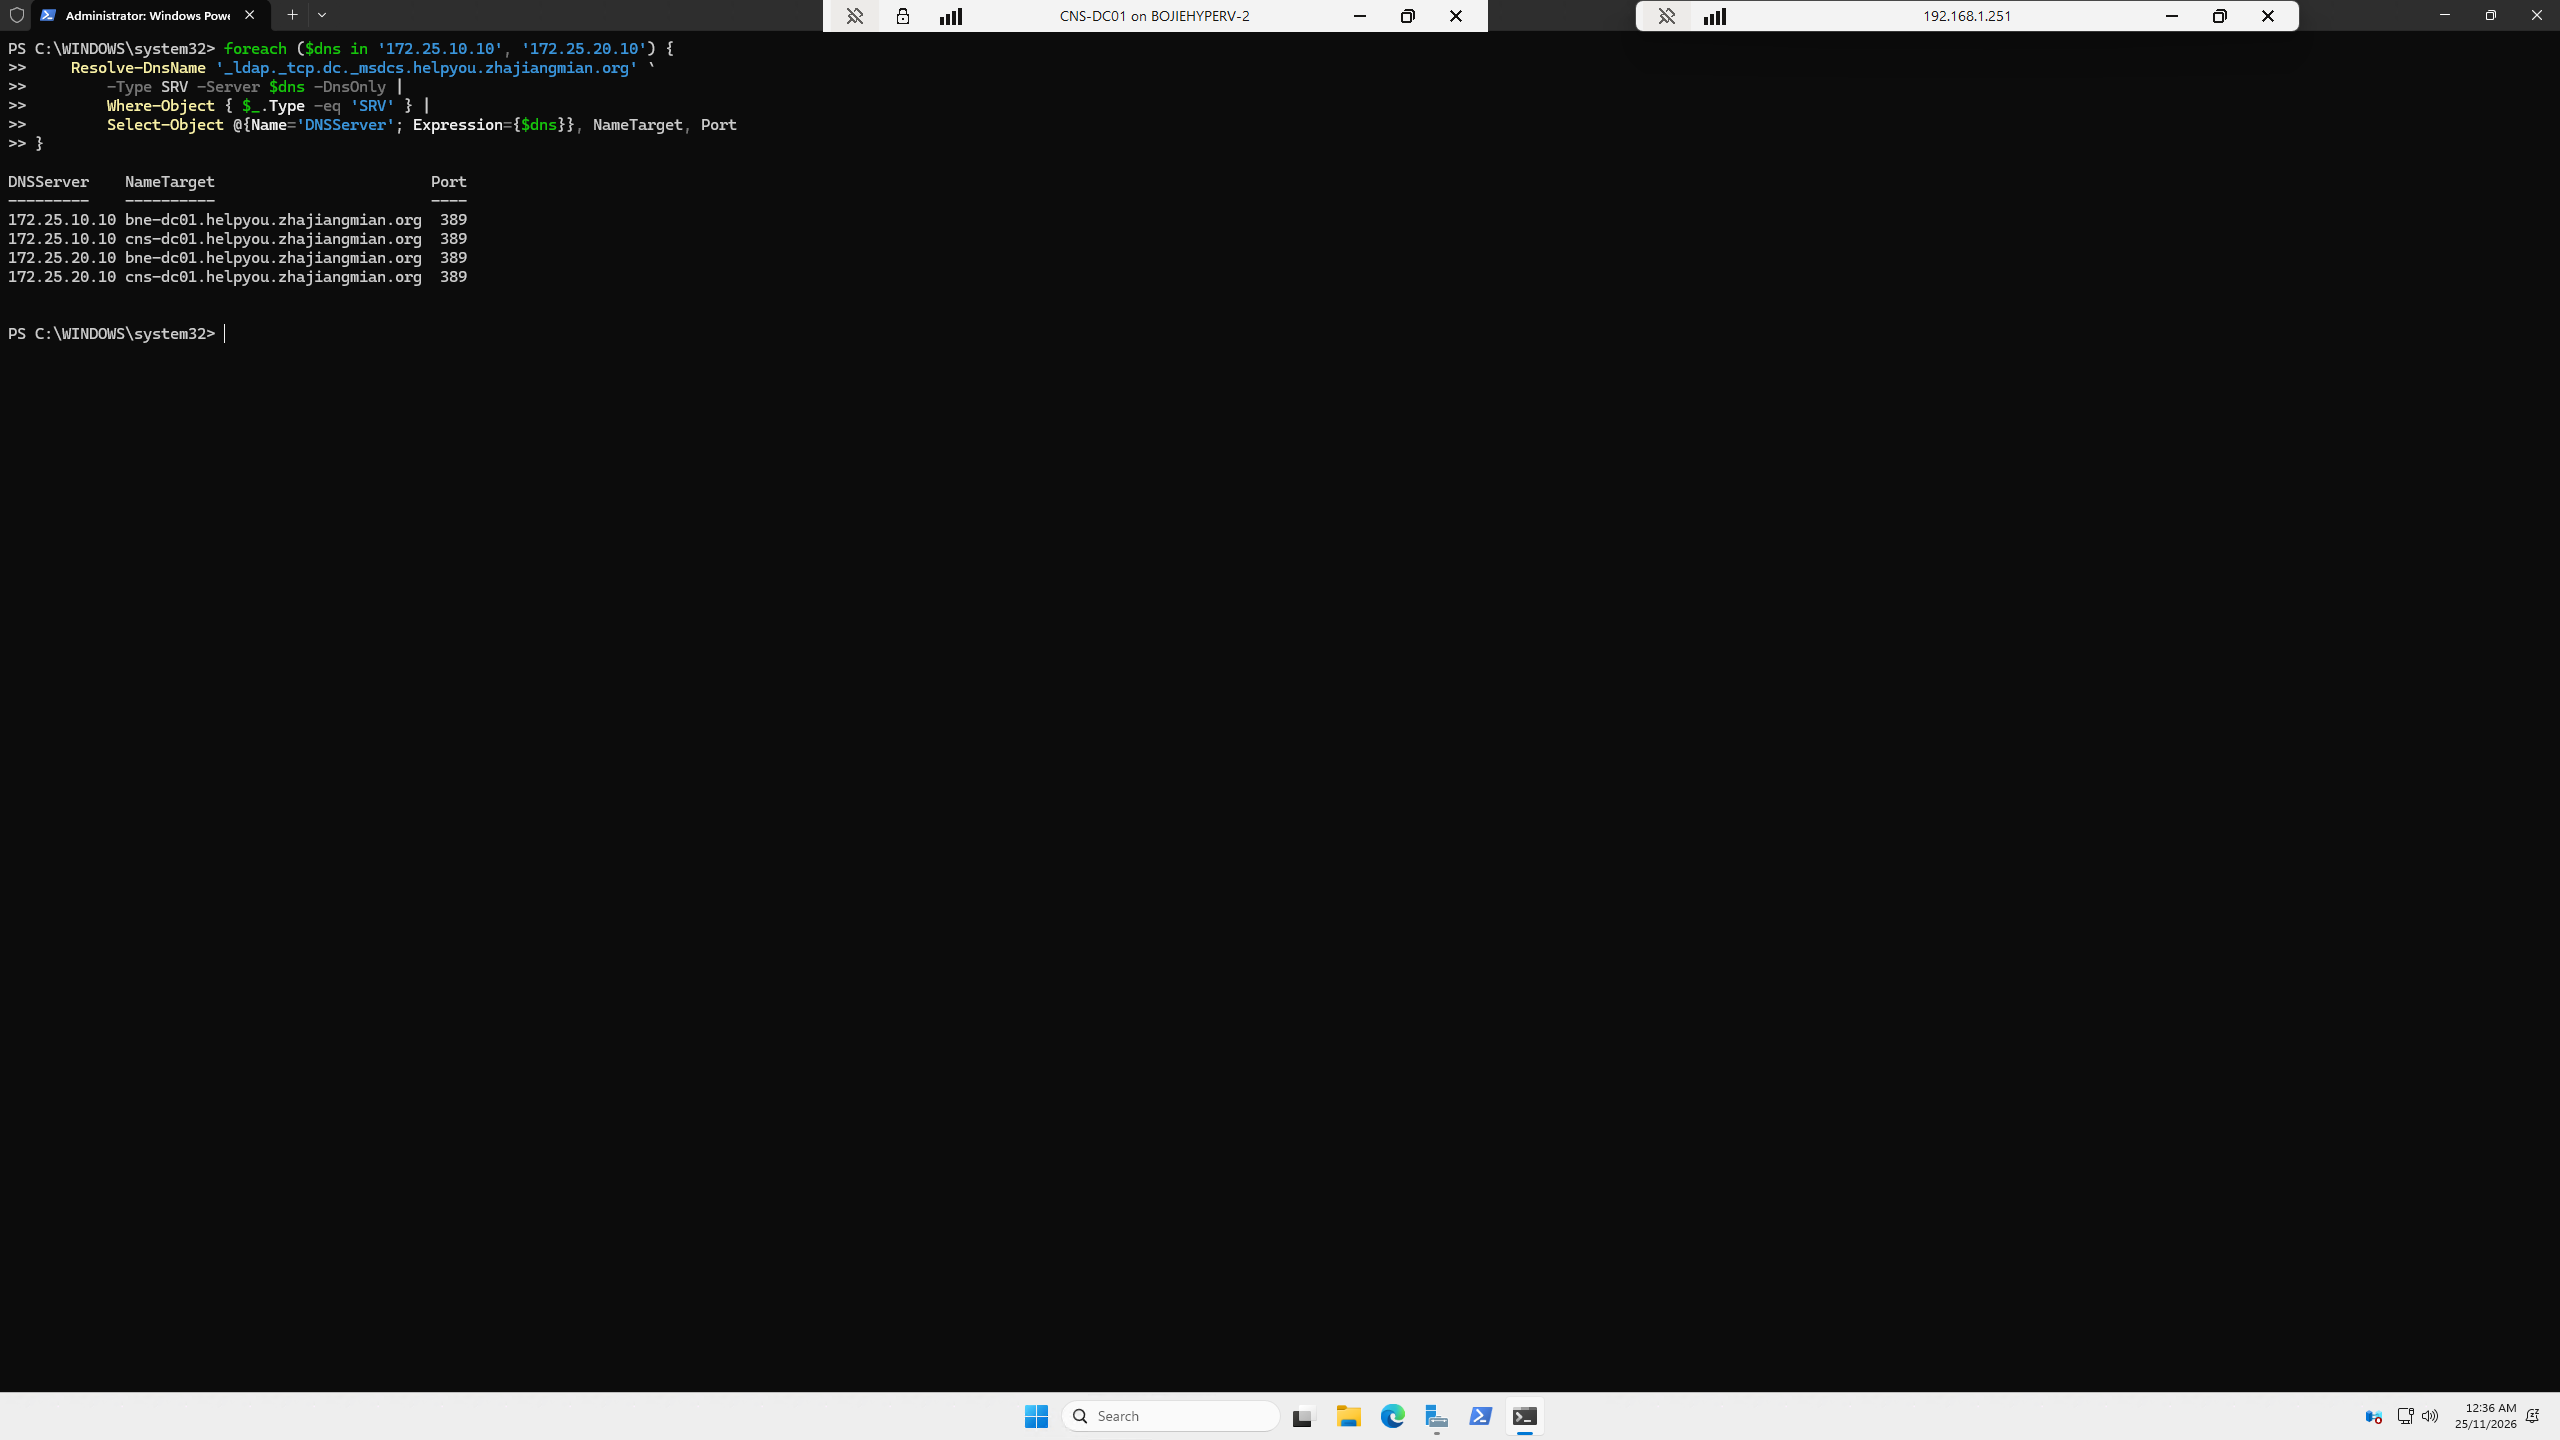 Administrator: Windows Powe
CNS-DC01 on BOJIEHYPERV-2
192.168.1.251
PS C:\WINDOWS\system32> foreach ($dns in '172.25.10.10', '172.25.20.10') {
>>     Resolve-DnsName '_ldap._tcp.dc._msdcs.helpyou.zhajiangmian.org' `
>>         -Type SRV -Server $dns -DnsOnly |
>>         Where-Object { $_.Type -eq 'SRV' } |
>>         Select-Object @{Name='DNSServer'; Expression={$dns}}, NameTarget, Port
>> }
DNSServer    NameTarget                        Port
---------    ----------                        ----
172.25.10.10 bne-dc01.helpyou.zhajiangmian.org  389
172.25.10.10 cns-dc01.helpyou.zhajiangmian.org  389
172.25.20.10 bne-dc01.helpyou.zhajiangmian.org  389
172.25.20.10 cns-dc01.helpyou.zhajiangmian.org  389
PS C:\WINDOWS\system32>
Search
12:36 AM
25/11/2026